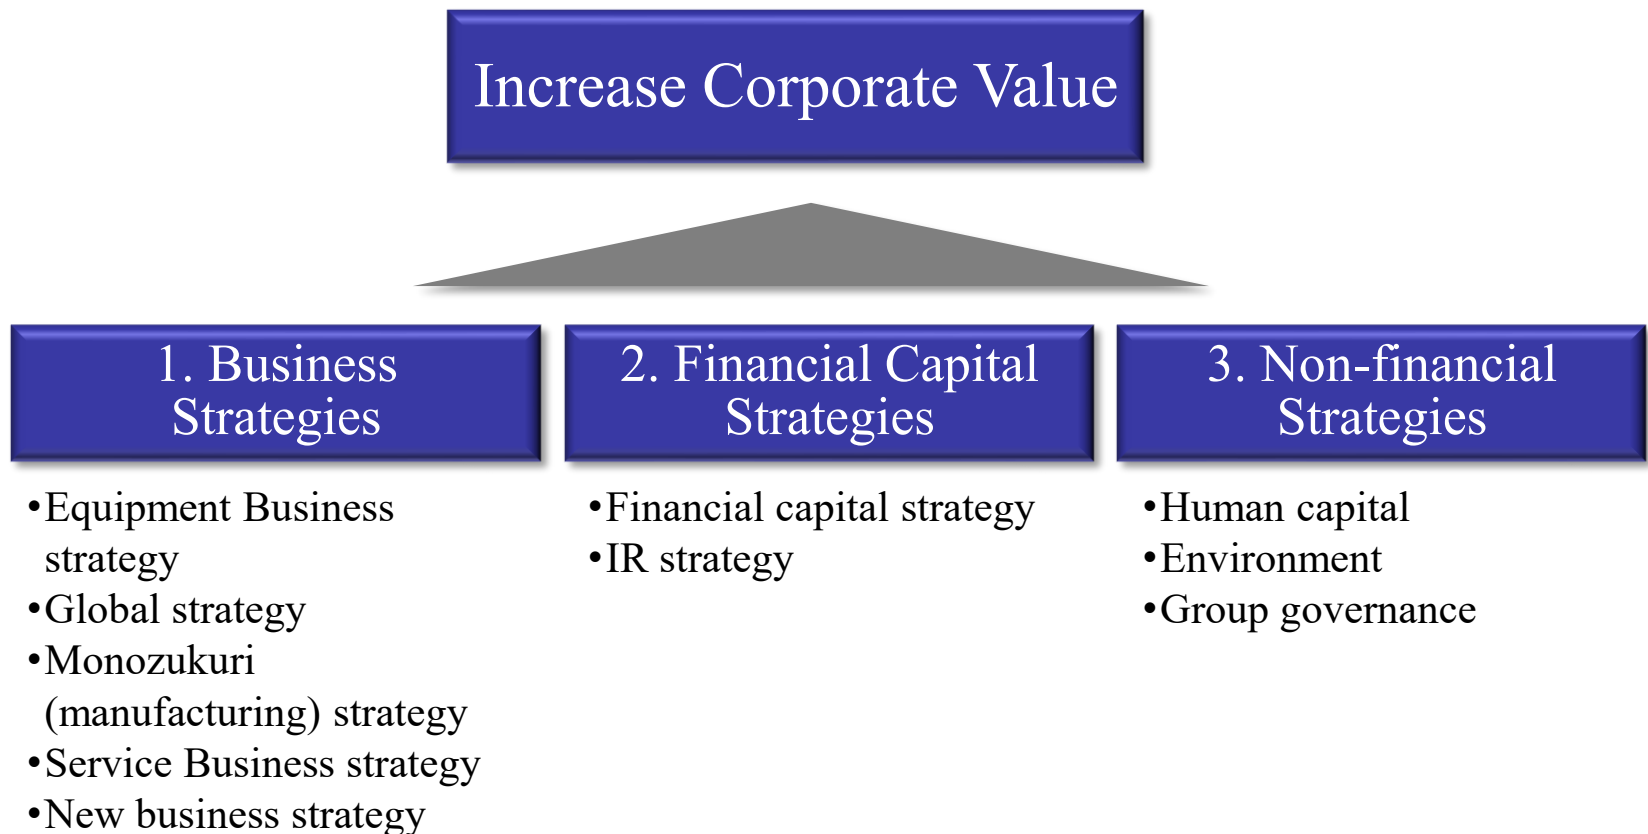 Increase Corporate Value
1. Business
Strategies
•Equipment Business
strategy
•Global strategy
•Monozukuri
(manufacturing) strategy
•Service Business strategy
•New business strategy
2. Financial Capital
Strategies
•Financial capital strategy
•IR strategy
3. Non-financial
Strategies
•Human capital
•Environment
•Group governance